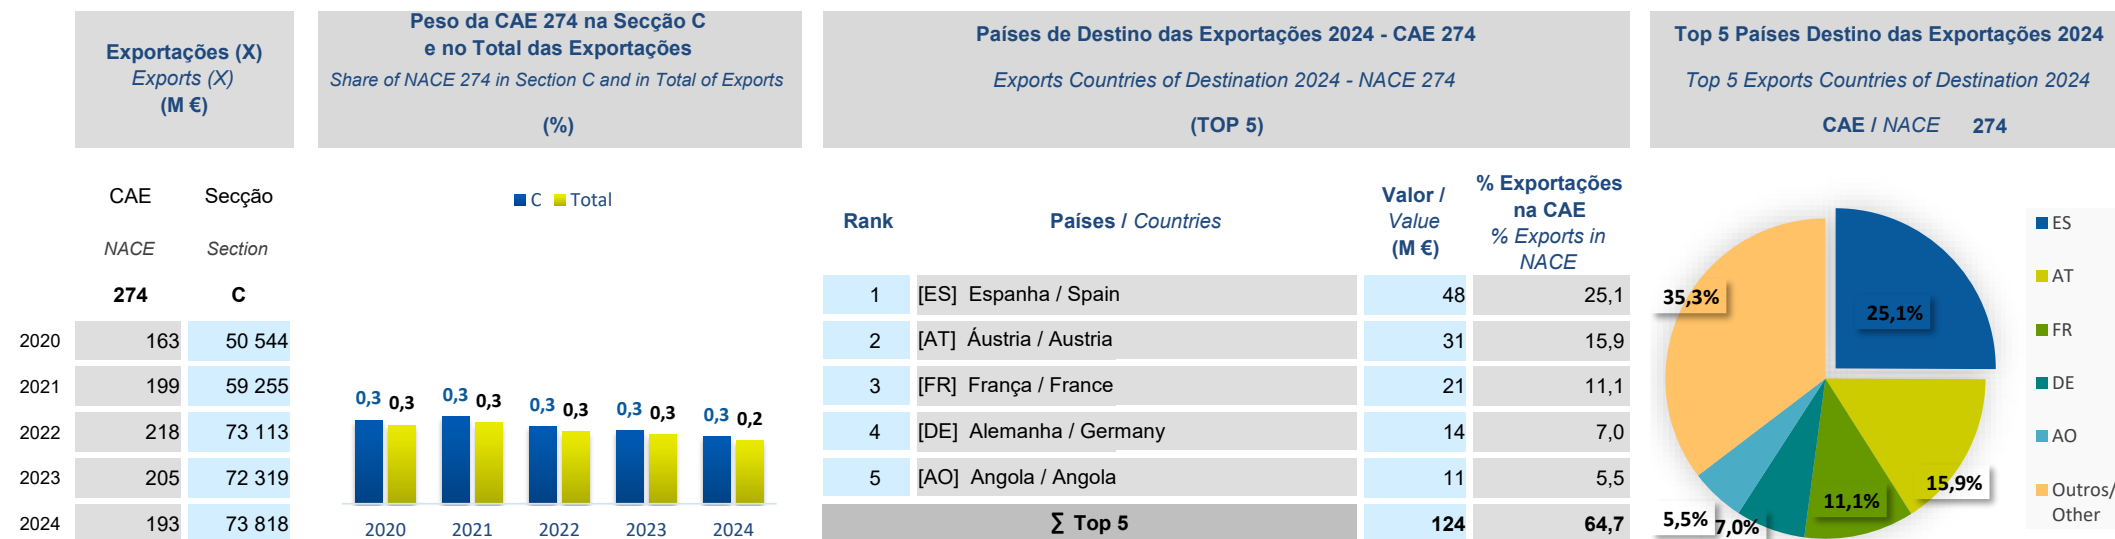 Exportações (X)
Exports (X)
(M €)
Peso da CAE 274 na Secção C
e no Total das Exportações
Share of NACE 274 in Section C and in Total of Exports
(%)
Países de Destino das Exportações 2024 - CAE 274
Exports Countries of Destination 2024 - NACE 274
(TOP 5)
Top 5 Países Destino das Exportações 2024
Top 5 Exports Countries of Destination 2024
CAE / NACE 274
CAE Secção
NACE Section
274 C
2020 163 50 544
2021 199 59 255
2022 218 73 113
2023 205 72 319
2024 193 73 818
C Total
0,3 0,3 0,3 0,3 0,3 0,3 0,3 0,3 0,3 0,2
2020 2021 2022 2023 2024
Rank Países / Countries
Valor /
Value
(M €)
% Exportações
na CAE
% Exports in
NACE
1 [ES] Espanha / Spain 48 25,1
2 [AT] Áustria / Austria 31 15,9
3 [FR] França / France 21 11,1
4 [DE] Alemanha / Germany 14 7,0
5 [AO] Angola / Angola 11 5,5
∑ Top 5 124 64,7
35,3%
25,1%
15,9%
11,1%
7,0%
5,5%
ES
AT
FR
DE
AO
Outros/
Other